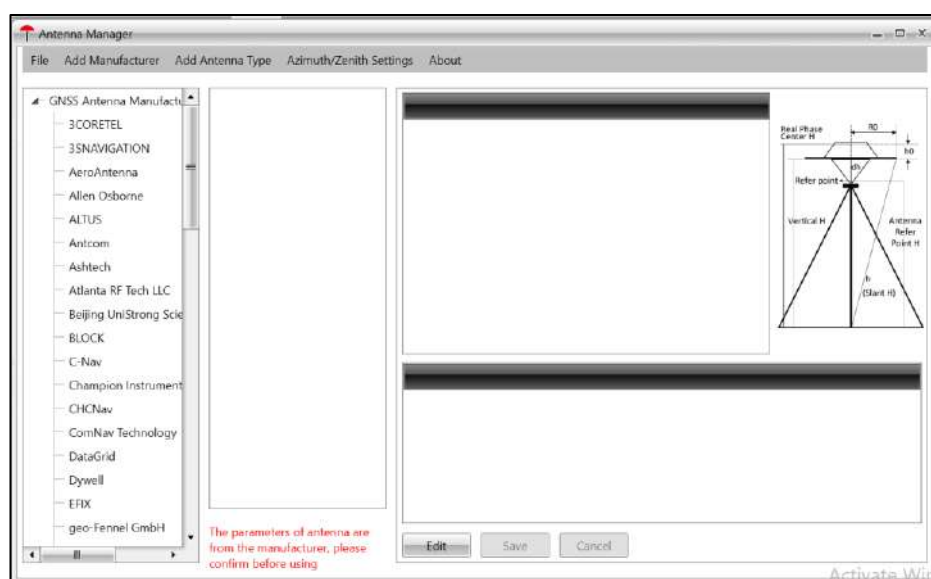 Antenna Manager
File Add Manufacturer Add Antenna Type Azimuth/Zenith Settings About
GNSS Antenna Manufactu
3CORETEL
3SNAVIGATION
AeroAntenna
Allen Osborne
ALTUS
Antcom
Ashtech
Atlanta RF Tech LLC
Beijing UniStrong Scie
BLOCK
C-Nav
Champion Instrument
CHCNav
ComNav Technology
DataGrid
Dywell
EFIX
geo-Fennel GmbH
The parameters of antenna are
from the manufacturer, please
confirm before using
Real Phase
Center H
R0
h0
dh
Refer point
Vertical H
Antenna
Refer
Point H
h
(Slant H)
Edit Save Cancel
Activate Win